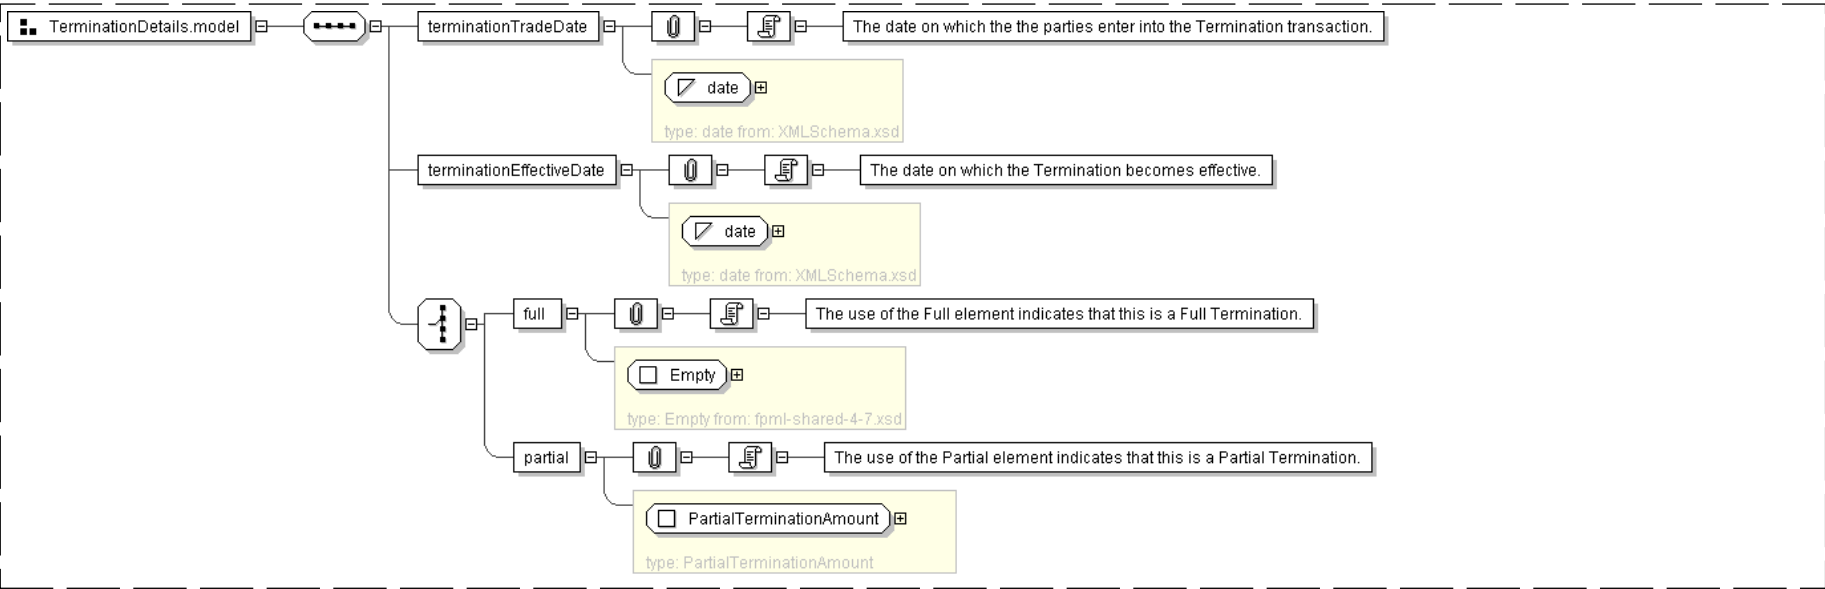 TerminationDetails.model
terminationTradeDate
The date on which the the parties enter into the Termination transaction.
date
type: date from: XMLSchema.xsd
terminationEffectiveDate
The date on which the Termination becomes effective.
date
type: date from: XMLSchema.xsd
full
The use of the Full element indicates that this is a Full Termination.
Empty
type: Empty from: fpml-shared-4-7.xsd
partial
The use of the Partial element indicates that this is a Partial Termination.
PartialTerminationAmount
type: PartialTerminationAmount